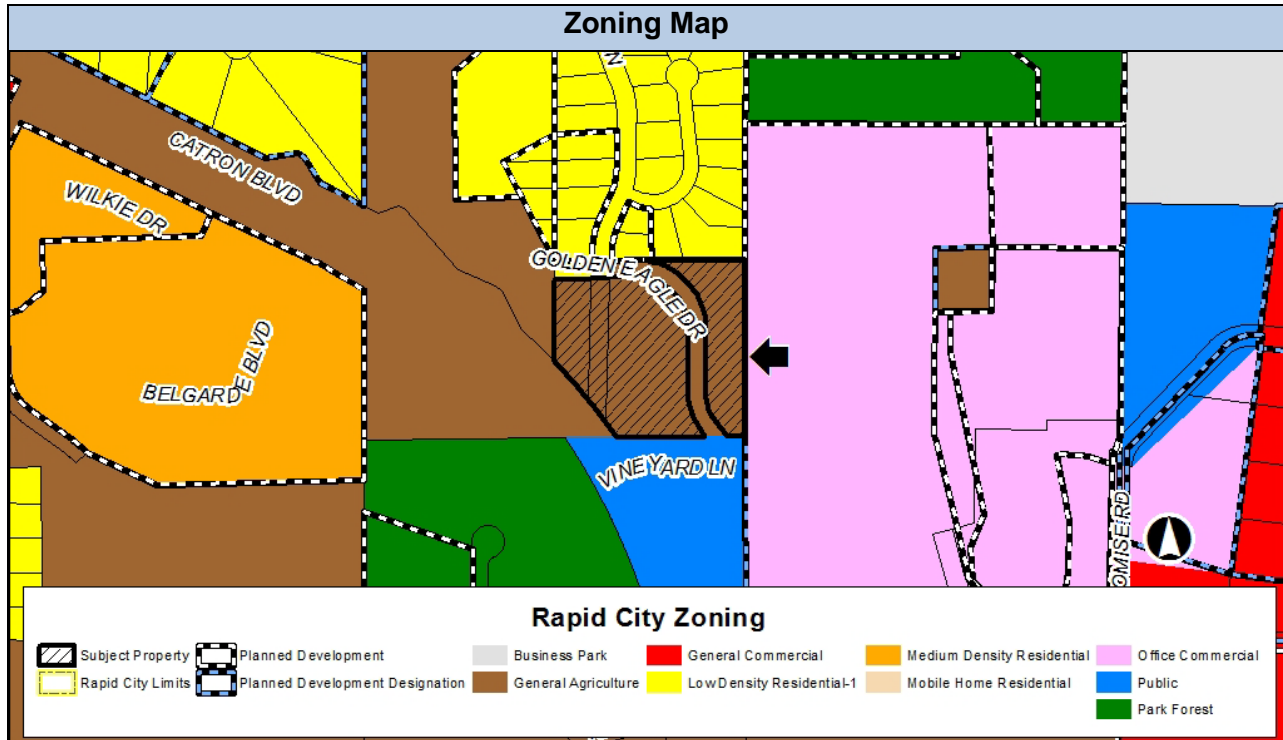 Zoning Map
N
CATRON BLVD
WILKIE DR
GOLDEN EAGLE DR
BELGARDE BLVD
VINEYARD LN
OMISE RD
Rapid City Zoning
Subject Property
Planned Development
Business Park
General Commercial
Medium Density Residential
Office Commercial
Rapid City Limits
Planned Development Designation
General Agriculture
Low Density Residential-1
Mobile Home Residential
Public
Park Forest